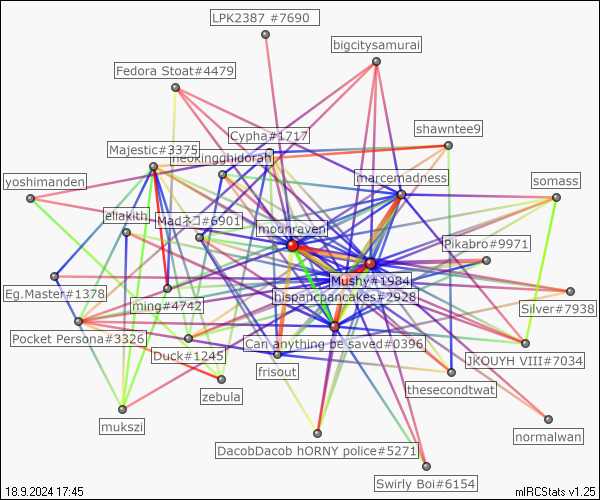 LPK2387 #7690
bigcitysamurai
Fedora Stoat#4479
Cypha#1717
shawntee9
Majestic#3375
neokingghidorah
yoshimanden
marcemadness
somass
eliakith
Madネコ#6901
moonraven
Pikabro#9971
Mushy#1984
Eg.Master#1378
hispancpancakes#2928
ming#4742
Silver#7938
Pocket Persona#3326
Can anything be saved#0396
Duck#1245
JKOUYH VIII#7034
frisout
zebula
thesecondtwat
mukszi
normalwan
DacobDacob hORNY police#5271
Swirly Boi#6154
18.9.2024 17:45
mIRCStats v1.25